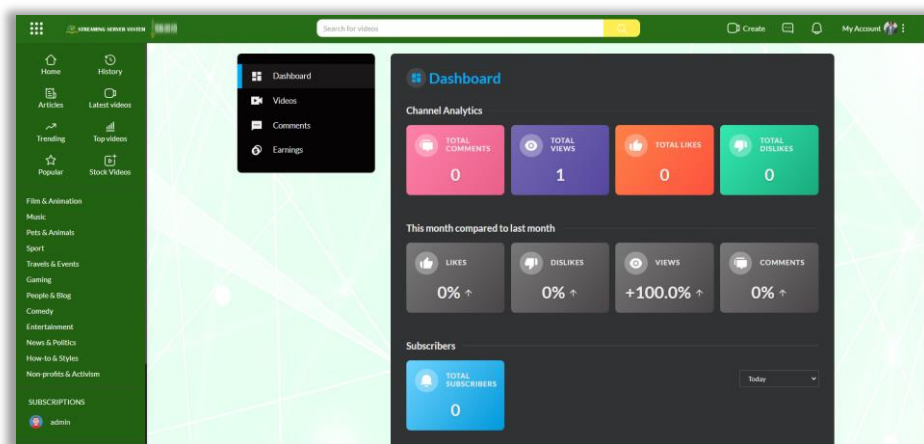 STREAMING SERVER SYSTEM
Search for videos
Create
My Account
Home
History
Articles
Latest videos
Trending
Top videos
Popular
Stock Videos
Film & Animation
Music
Pets & Animals
Sport
Travels & Events
Gaming
People & Blog
Comedy
Entertainment
News & Politics
How-to & Styles
Non-profits & Activism
SUBSCRIPTIONS
admin
Dashboard
Videos
Comments
Earnings
Dashboard
Channel Analytics
TOTAL COMMENTS
0
TOTAL VIEWS
1
TOTAL LIKES
0
TOTAL DISLIKES
0
This month compared to last month
LIKES
0%
DISLIKES
0%
VIEWS
+100.0%
COMMENTS
0%
Subscribers
TOTAL SUBSCRIBERS
0
Today